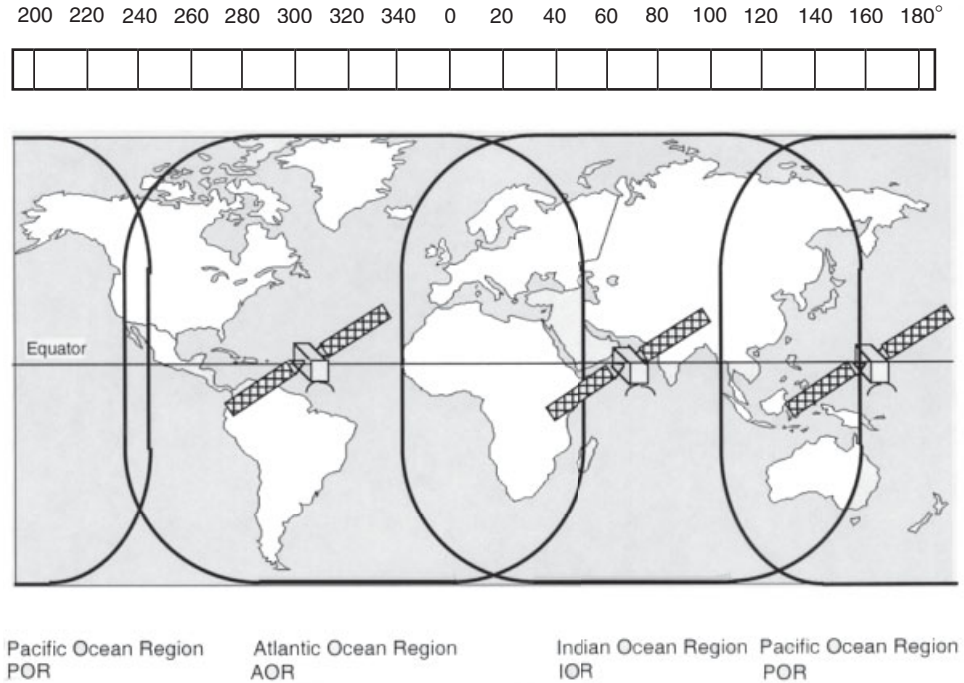 200 220 240 260 280 300 320 340 0 20 40 60 80 100 120 140 160 180°
Equator
Pacific Ocean Region
POR
Atlantic Ocean Region
AOR
Indian Ocean Region
IOR
Pacific Ocean Region
POR